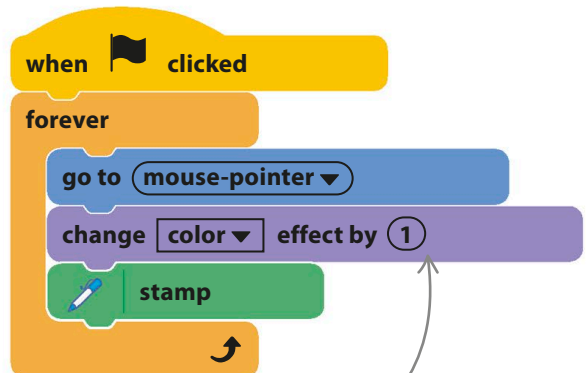 when clicked
forever
go to mouse-pointer
change color effect by 1
stamp